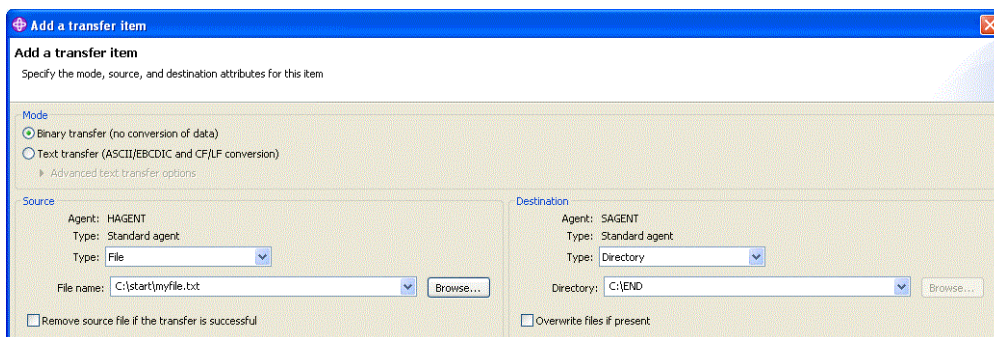 Add a transfer item
Add a transfer item
Specify the mode, source, and destination attributes for this item
Mode
Binary transfer (no conversion of data)
Text transfer (ASCII/EBCDIC and CF/LF conversion)
Advanced text transfer options
Source
Agent: HAGENT
Type: Standard agent
Type: File
File name: C:\start\myfile.txt Browse...
Remove source file if the transfer is successful
Destination
Agent: SAGENT
Type: Standard agent
Type: Directory
Directory: C:\END Browse...
Overwrite files if present